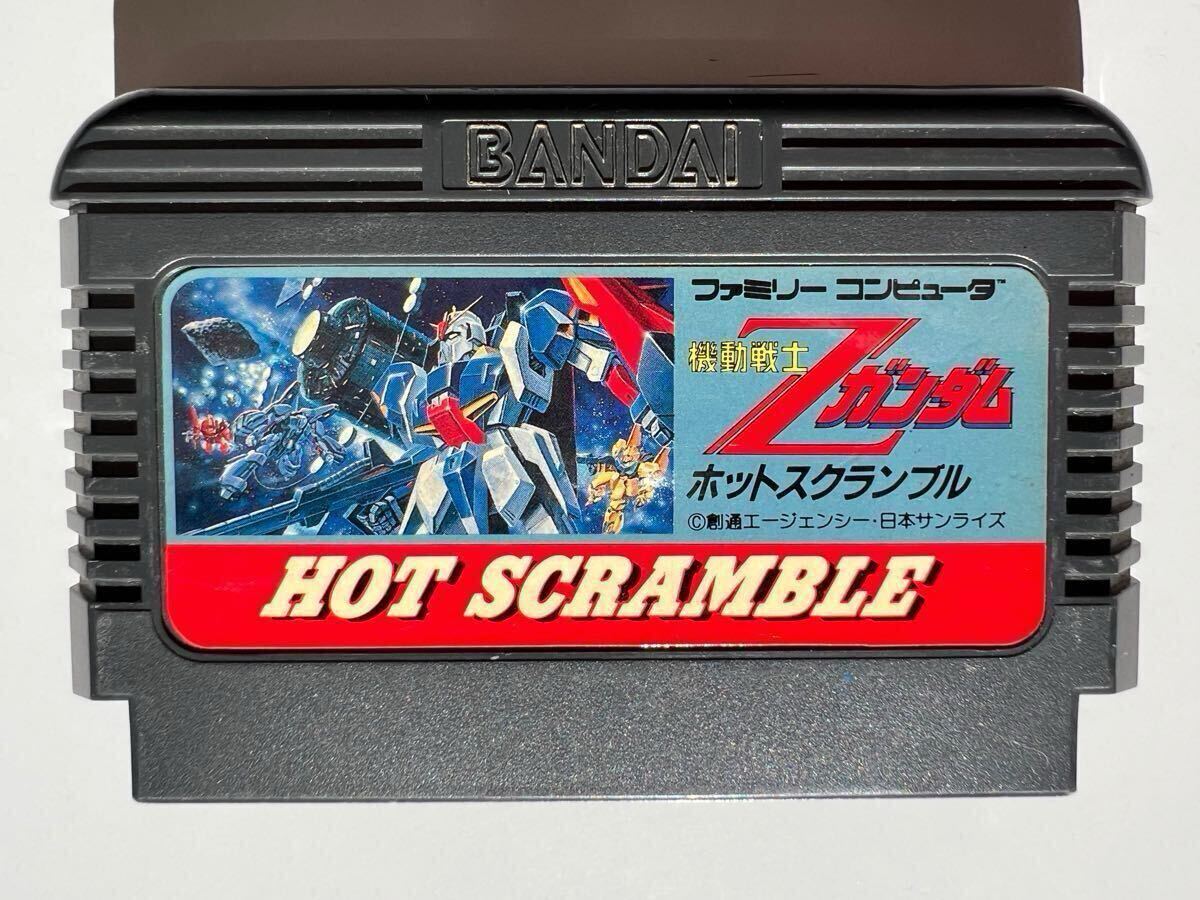 BANDAI
ファミリー コンピュータ™
機動戦士
Zガンダム
ホットスクランブル
©創通エージェンシー・日本サンライズ
HOT SCRAMBLE